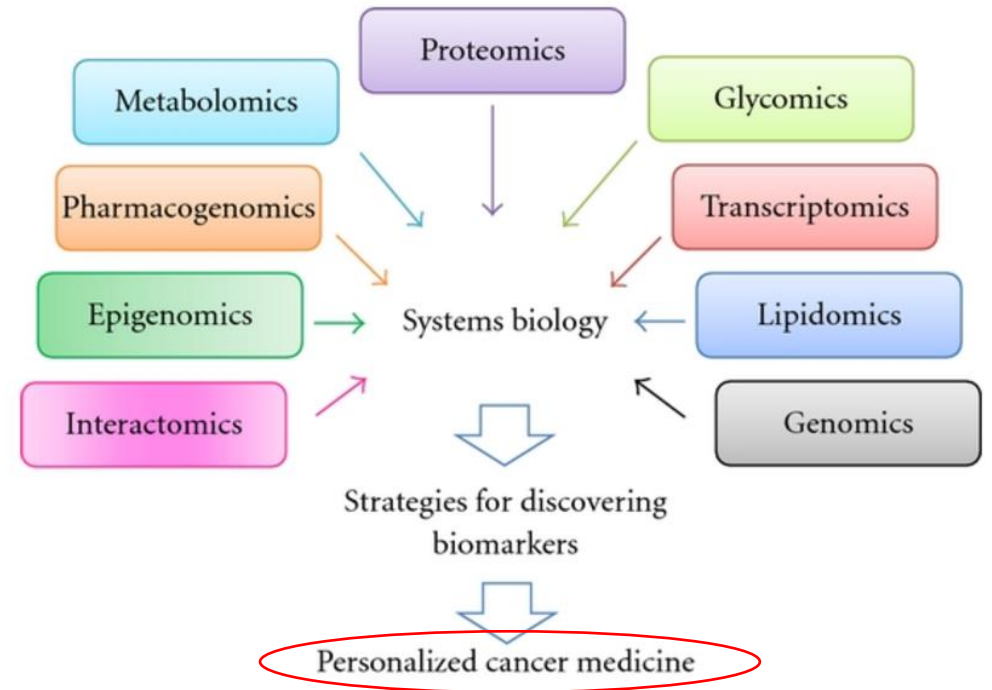 Proteomics
Metabolomics
Glycomics
Pharmacogenomics
Transcriptomics
Epigenomics
Systems biology
Lipidomics
Interactomics
Genomics
Strategies for discovering
biomarkers
Personalized cancer medicine